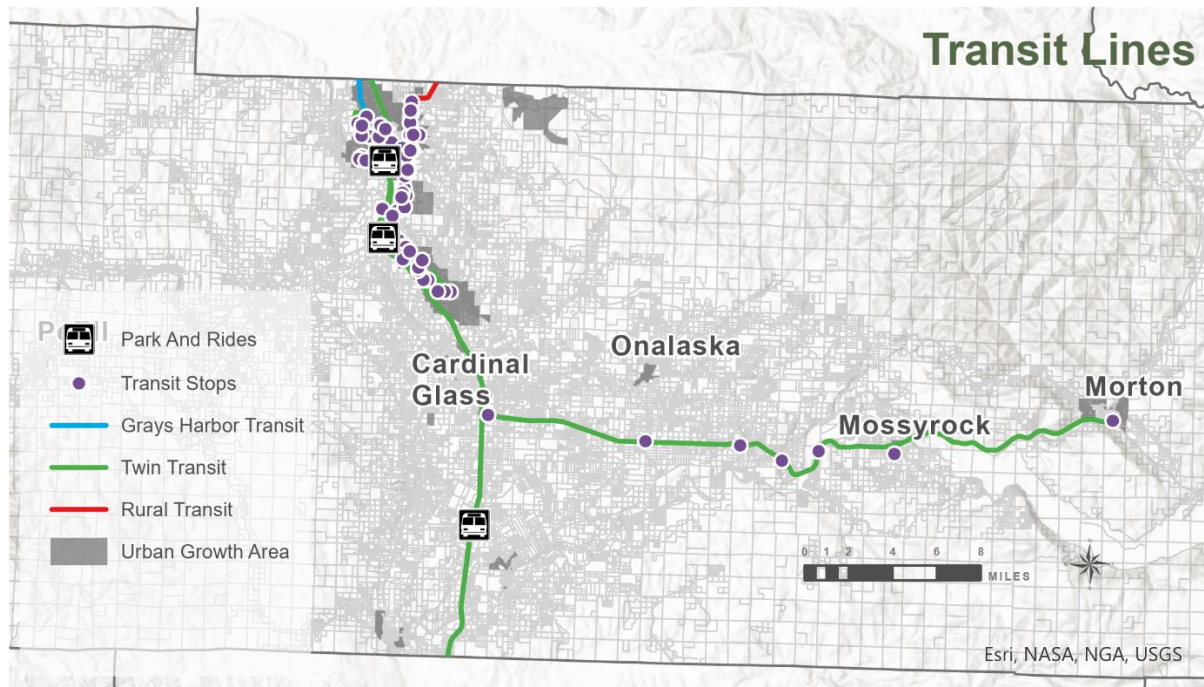 Transit Lines
Park And Rides
Transit Stops
Grays Harbor Transit
Twin Transit
Rural Transit
Urban Growth Area
Cardinal
Glass
Onalaska
Mossyrock
Morton
0 1 2 4 6 8
MILES
N
Esri, NASA, NGA, USGS